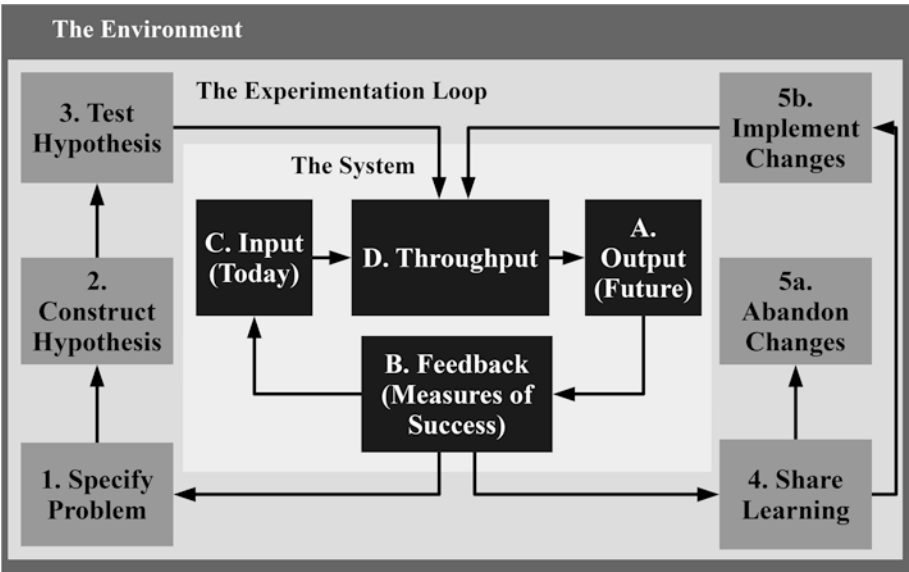 The Environment
The Experimentation Loop
3. Test
Hypothesis
5b.
Implement
Changes
The System
C. Input
(Today)
D. Throughput
A.
Output
(Future)
2.
Construct
Hypothesis
5a.
Abandon
Changes
B. Feedback
(Measures of
Success)
1. Specify
Problem
4. Share
Learning